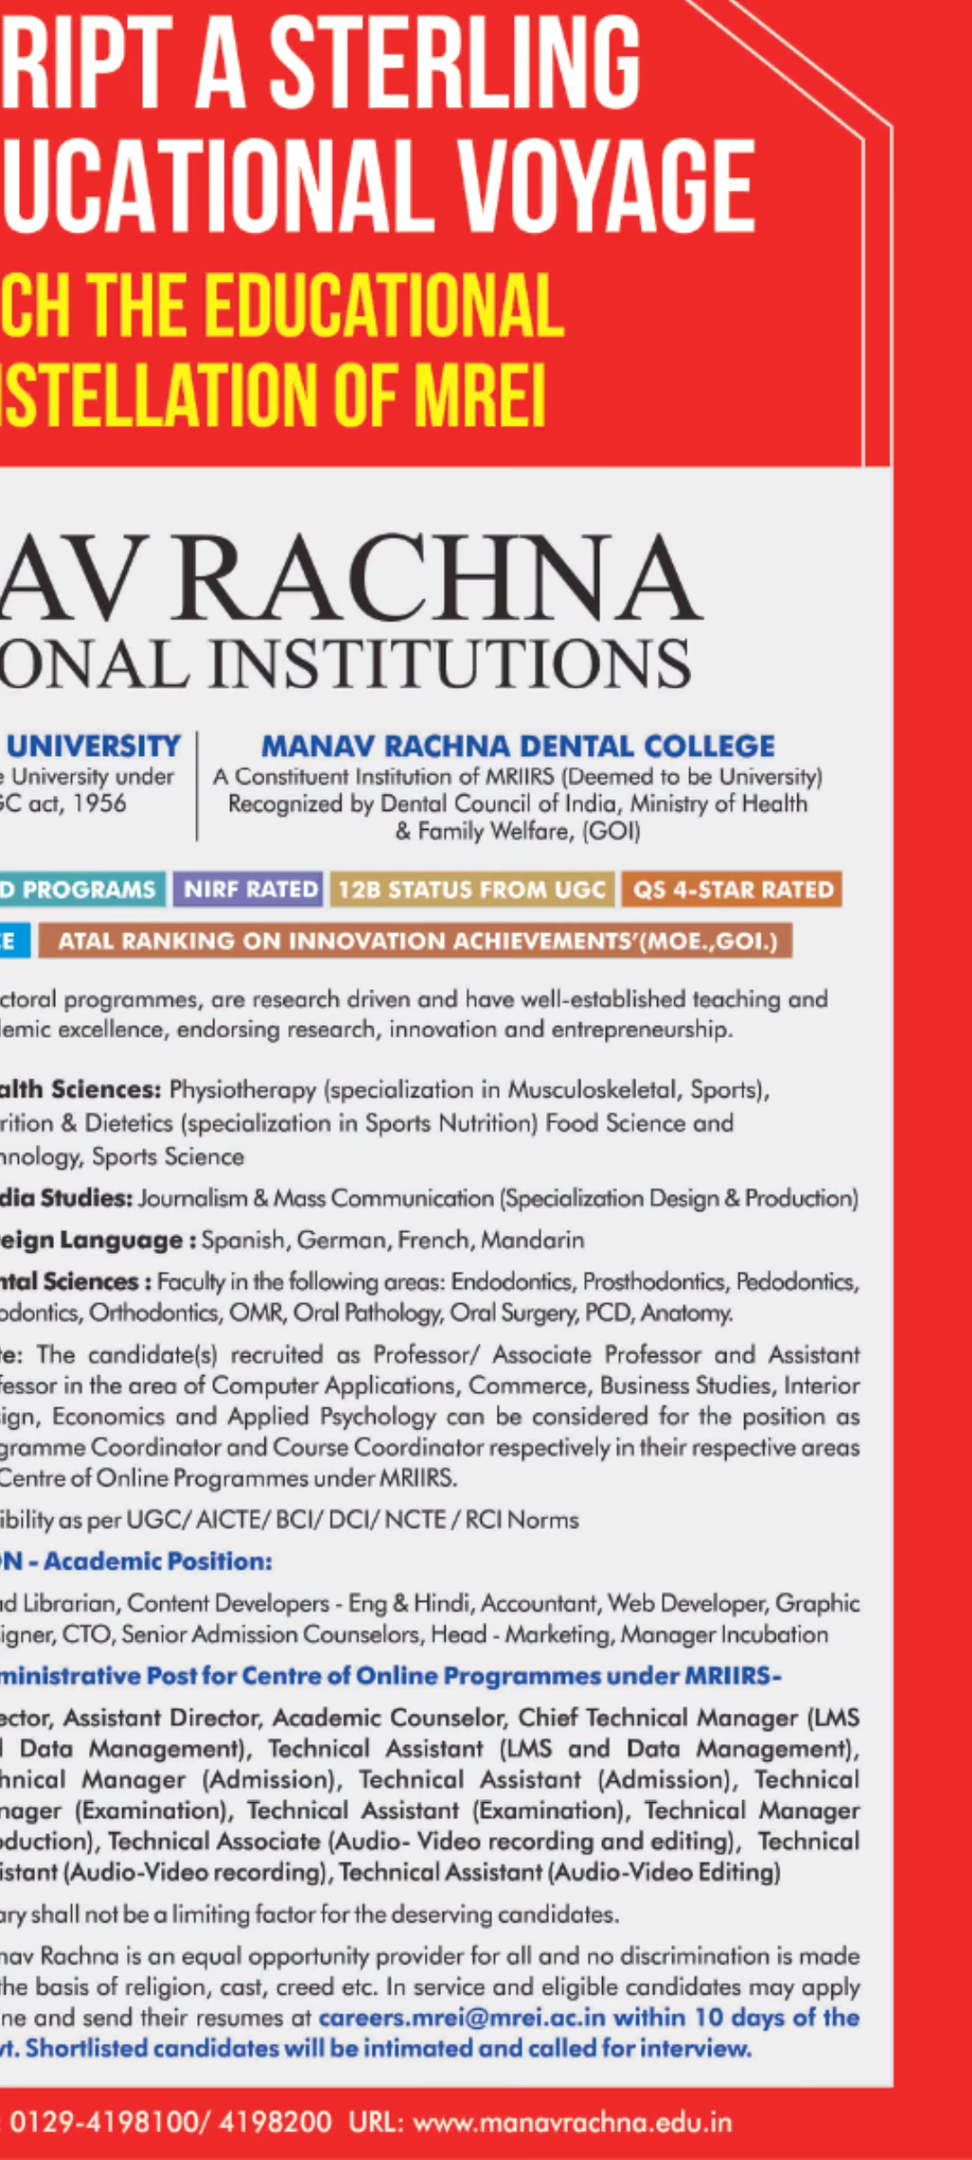 RIPT A STERLING
UCATIONAL VOYAGE
CH THE EDUCATIONAL
STELLATION OF MREI
AV RACHNA
ONAL INSTITUTIONS
UNIVERSITY
e University under
GC act, 1956
MANAV RACHNA DENTAL COLLEGE
A Constituent Institution of MRIIRS (Deemed to be University)
Recognized by Dental Council of India, Ministry of Health
& Family Welfare, (GOI)
D PROGRAMS NIRF RATED 12B STATUS FROM UGC QS 4-STAR RATED
CE ATAL RANKING ON INNOVATION ACHIEVEMENTS'(MOE.,GOI.)
ctoral programmes, are research driven and have well-established teaching and
lemic excellence, endorsing research, innovation and entrepreneurship.
alth Sciences: Physiotherapy (specialization in Musculoskeletal, Sports),
rition & Dietetics (specialization in Sports Nutrition) Food Science and
hnology, Sports Science
dia Studies: Journalism & Mass Communication (Specialization Design & Production)
eign Language : Spanish, German, French, Mandarin
ntal Sciences : Faculty in the following areas: Endodontics, Prosthodontics, Pedodontics,
odontics, Orthodontics, OMR, Oral Pathology, Oral Surgery, PCD, Anatomy.
te: The candidate(s) recruited as Professor/ Associate Professor and Assistant
fessor in the area of Computer Applications, Commerce, Business Studies, Interior
sign, Economics and Applied Psychology can be considered for the position as
gramme Coordinator and Course Coordinator respectively in their respective areas
Centre of Online Programmes under MRIIRS.
ibility as per UGC/ AICTE/ BCI/ DCI/ NCTE / RCI Norms
ON - Academic Position:
ad Librarian, Content Developers - Eng & Hindi, Accountant, Web Developer, Graphic
igner, CTO, Senior Admission Counselors, Head - Marketing, Manager Incubation
ministrative Post for Centre of Online Programmes under MRIIRS-
ector, Assistant Director, Academic Counselor, Chief Technical Manager (LMS
d Data Management), Technical Assistant (LMS and Data Management),
hnical Manager (Admission), Technical Assistant (Admission), Technical
nager (Examination), Technical Assistant (Examination), Technical Manager
oduction), Technical Associate (Audio- Video recording and editing), Technical
istant (Audio-Video recording), Technical Assistant (Audio-Video Editing)
ary shall not be a limiting factor for the deserving candidates.
nav Rachna is an equal opportunity provider for all and no discrimination is made
the basis of religion, cast, creed etc. In service and eligible candidates may apply
ine and send their resumes at careers.mrei@mrei.ac.in within 10 days of the
vt. Shortlisted candidates will be intimated and called for interview.
: 0129-4198100/ 4198200 URL: www.manavrachna.edu.in